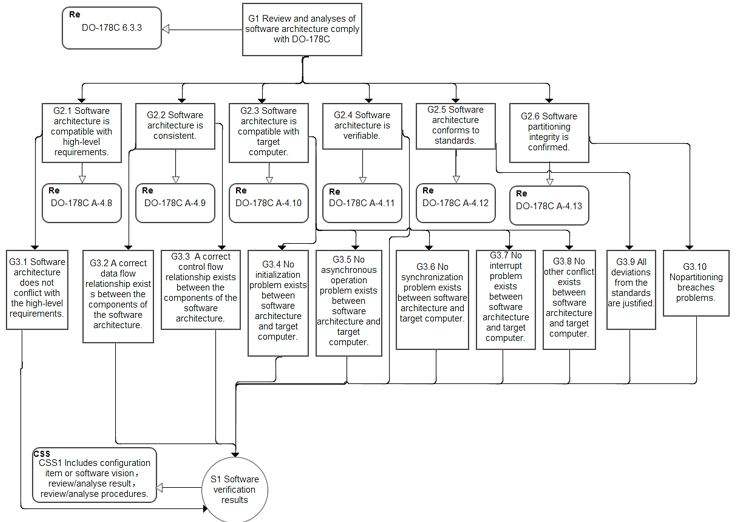 Re
DO-178C 6.3.3
G1 Review and analyses of
software architecture comply
with DO-178C
G2.1 Software
architecture is
compatible with
high-level
requirements.
G2.2 Software
architecture is
consistent.
G2.3 Software
architecture is
compatible with
target
computer.
G2.4 Software
architecture is
verifiable.
G2.5 Software
architecture
conforms to
standards.
G2.6 Software
partitioning
integrity is
confirmed.
Re
DO-178C A-4.8
Re
DO-178C A-4.9
Re
DO-178C A-4.10
Re
DO-178C A-4.11
Re
DO-178C A-4.12
Re
DO-178C A-4.13
G3.1 Software
architecture
does not
conflict with
the high-level
requirements.
G3.2 A correct
data flow
relationship exist
s between the
components of
the software
architecture.
G3.3 A correct
control flow
relationship exists
between the
components of the
software
architecture.
G3.4 No
initialization
problem exists
between
software
architecture
and target
computer.
G3.5 No
asynchronous
operation
problem exists
between
software
architecture and
target
computer.
G3.6 No
synchronization
problem exists
between software
architecture and
target computer.
G3.7 No
interrupt
problem
exists
between
software
architecture
and target
computer.
G3.8 No
other conflict
exists
between
software
architecture
and target
computer.
G3.9 All
deviations
from the
standards
are justified.
G3.10
Nopartitioning
breaches
problems.
CSS
CSS1 Includes configuration
item or software vision，
review/analyse result，
review/analyse procedures.
S1 Software
verification
results